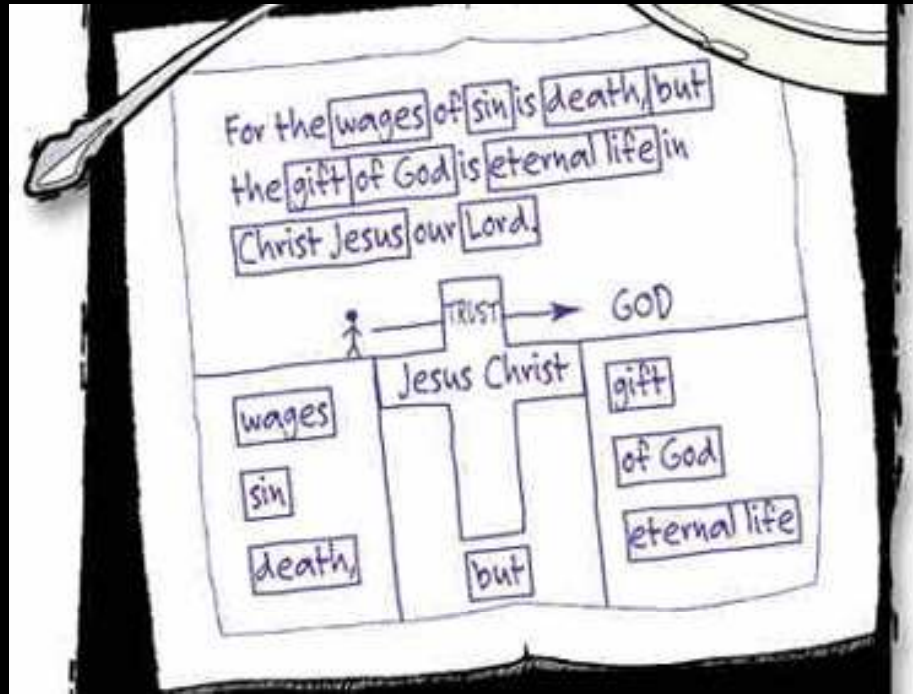 For the wages of sin is death, but
the gift of God is eternal life in
Christ Jesus our Lord.
TRUST
GOD
Jesus Christ
wages
sin
death,
but
gift
of God
eternal life